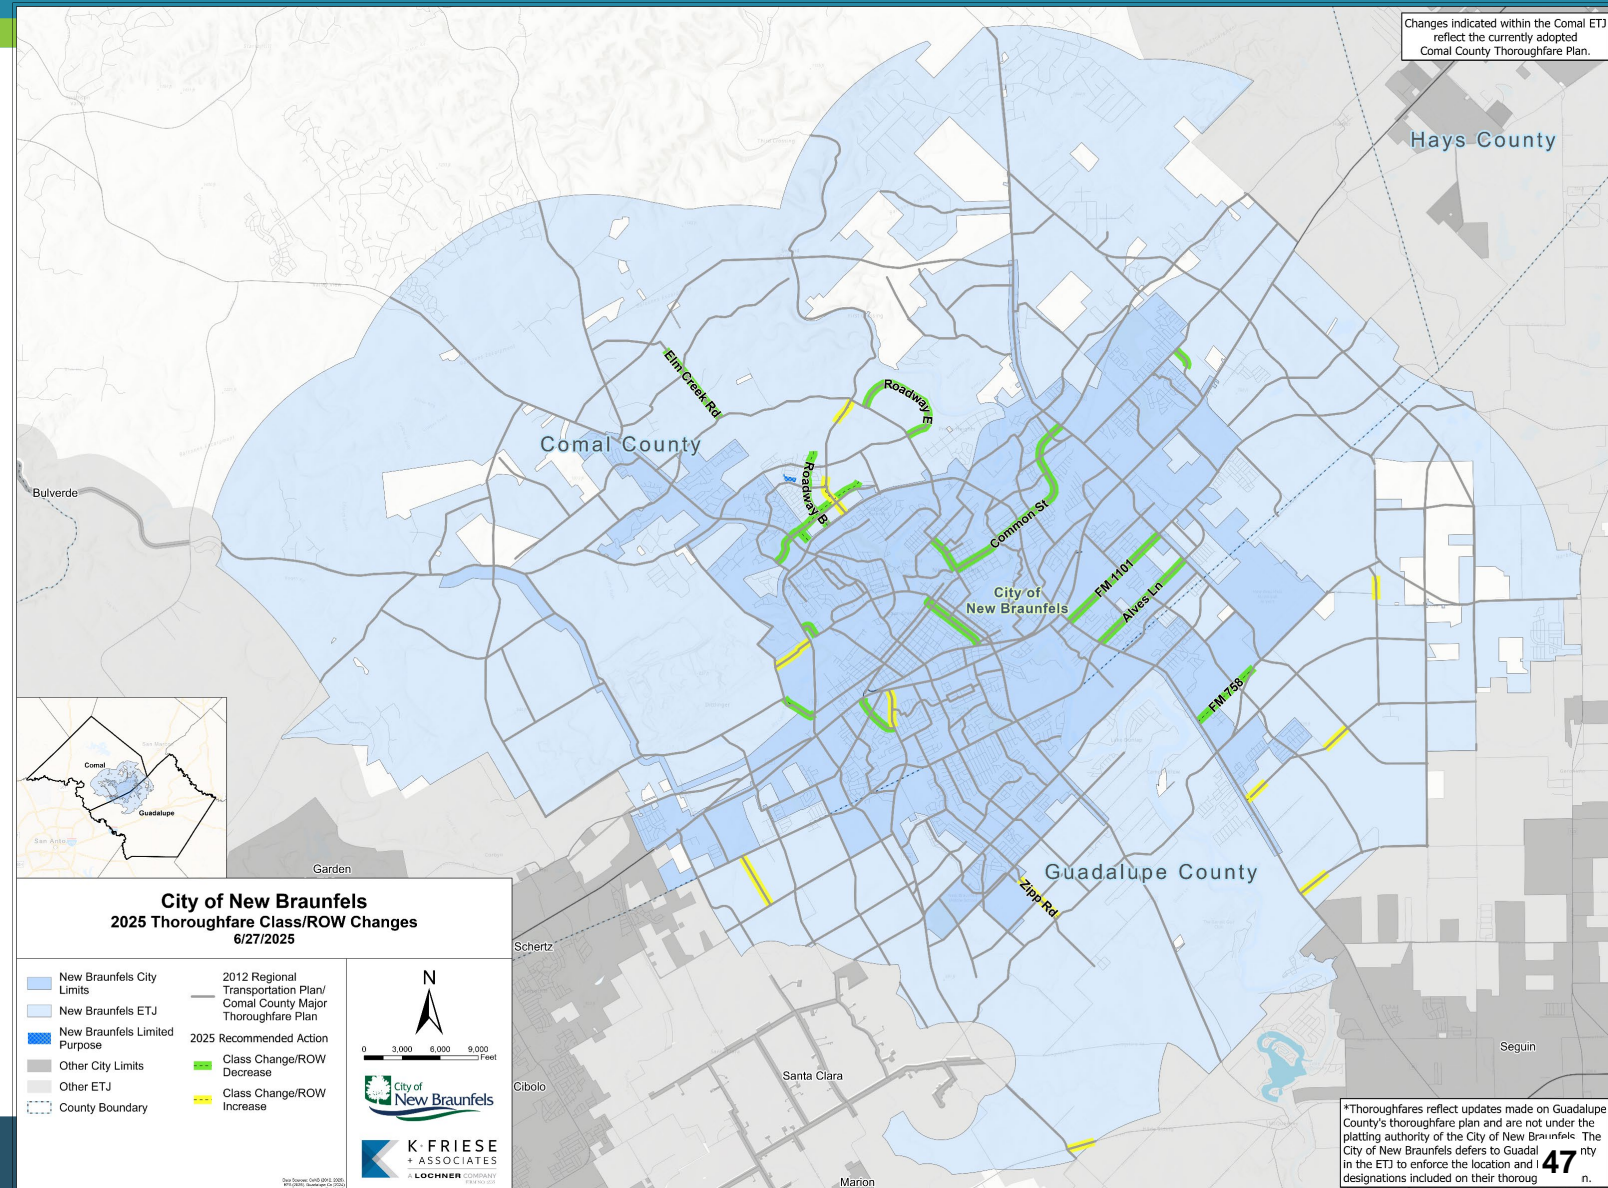 Changes indicated within the Comal ETJ
reflect the currently adopted
Comal County Thoroughfare Plan.
Hays County
Elm Creek Rd
Roadway E
Comal County
Roadway B
Bulverde
Common St
FM 1101
Alves Ln
City of
New Braunfels
FM 758
Comal
Guadalupe
Garden
Guadalupe County
Zipp Rd
City of New Braunfels
2025 Thoroughfare Class/ROW Changes
6/27/2025
Schertz
New Braunfels City
Limits
New Braunfels ETJ
New Braunfels Limited
Purpose
Other City Limits
Other ETJ
County Boundary
2012 Regional
Transportation Plan/
Comal County Major
Thoroughfare Plan
2025 Recommended Action
Class Change/ROW
Decrease
Class Change/ROW
Increase
N
0 3,000 6,000 9,000
Feet
City of
New Braunfels
K·FRIESE
+ ASSOCIATES
A LOCHNER COMPANY
Cibolo
Santa Clara
Marion
Seguin
*Thoroughfares reflect updates made on Guadalupe
County's thoroughfare plan and are not under the
platting authority of the City of New Braunfels. The
City of New Braunfels defers to Guadal nty
in the ETJ to enforce the location and
designations included on their thoroug n.
47